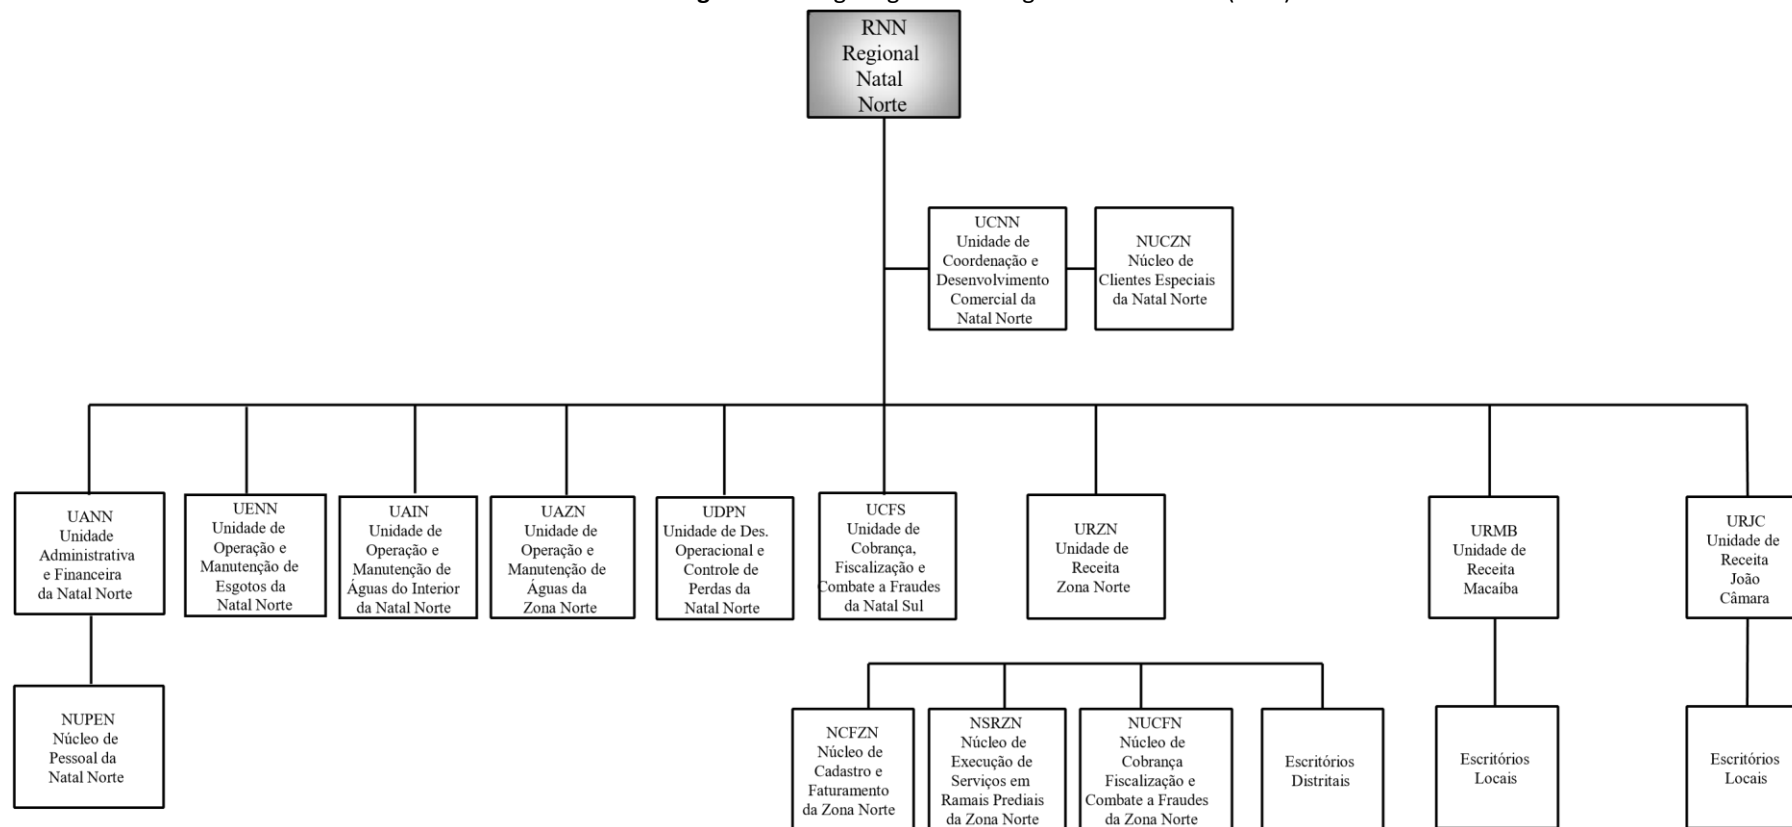 RNN
Regional
Natal
Norte
UCNN
Unidade de
Coordenação e
Desenvolvimento
Comercial da
Natal Norte
NUCZN
Núcleo de
Clientes Especiais
da Natal Norte
UANN
Unidade
Administrativa
e Financeira
da Natal Norte
UENN
Unidade de
Operação e
Manutenção de
Esgotos da
Natal Norte
UAIN
Unidade de
Operação e
Manutenção de
Águas do Interior
da Natal Norte
UAZN
Unidade de
Operação e
Manutenção de
Águas da
Zona Norte
UDPN
Unidade de Des.
Operacional e
Controle de
Perdas da
Natal Norte
UCFS
Unidade de
Cobrança,
Fiscalização e
Combate a Fraudes
da Natal Sul
URZN
Unidade de
Receita
Zona Norte
URMB
Unidade de
Receita
Macaíba
URJC
Unidade de
Receita
João
Câmara
NUPEN
Núcleo de
Pessoal da
Natal Norte
NCFZN
Núcleo de
Cadastro e
Faturamento
da Zona Norte
NSRZN
Núcleo de
Execução de
Serviços em
Ramais Prediais
da Zona Norte
NUCFN
Núcleo de
Cobrança
Fiscalização e
Combate a Fraudes
da Zona Norte
Escritórios
Distritais
Escritórios
Locais
Escritórios
Locais